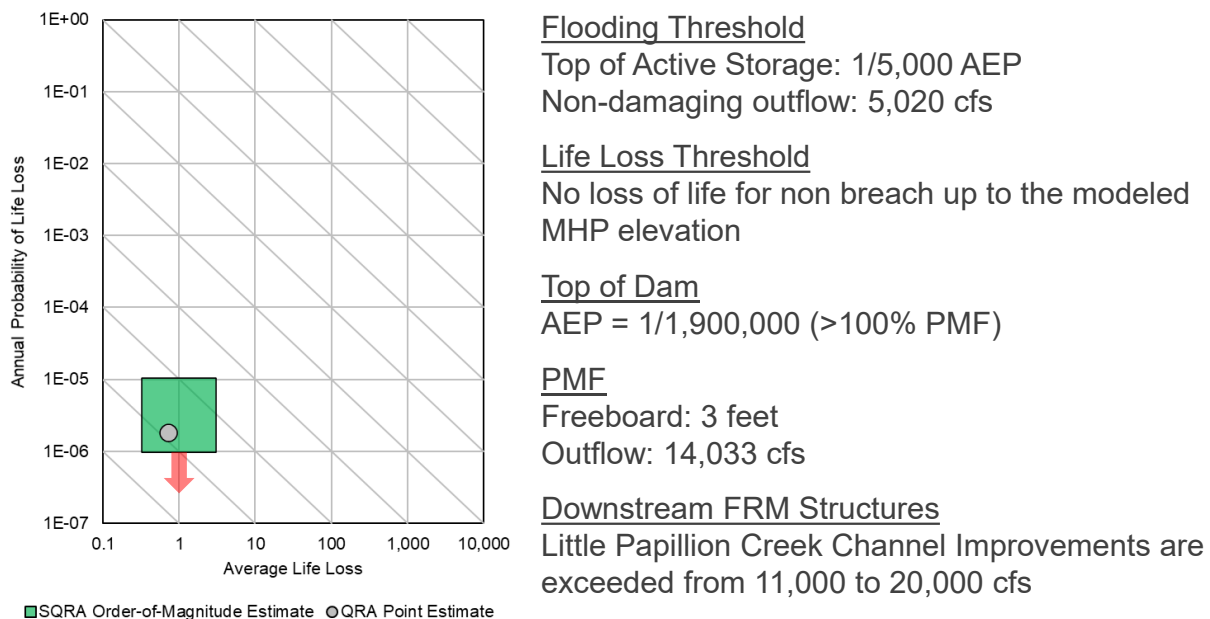 1E+00
1E-01
1E-02
1E-03
1E-04
1E-05
1E-06
1E-07
Annual Probability of Life Loss
0.1 1 10 100 1,000 10,000
Average Life Loss
SQRA Order-of-Magnitude Estimate QRA Point Estimate
Flooding Threshold
Top of Active Storage: 1/5,000 AEP
Non-damaging outflow: 5,020 cfs
Life Loss Threshold
No loss of life for non breach up to the modeled
MHP elevation
Top of Dam
AEP = 1/1,900,000 (>100% PMF)
PMF
Freeboard: 3 feet
Outflow: 14,033 cfs
Downstream FRM Structures
Little Papillion Creek Channel Improvements are
exceeded from 11,000 to 20,000 cfs